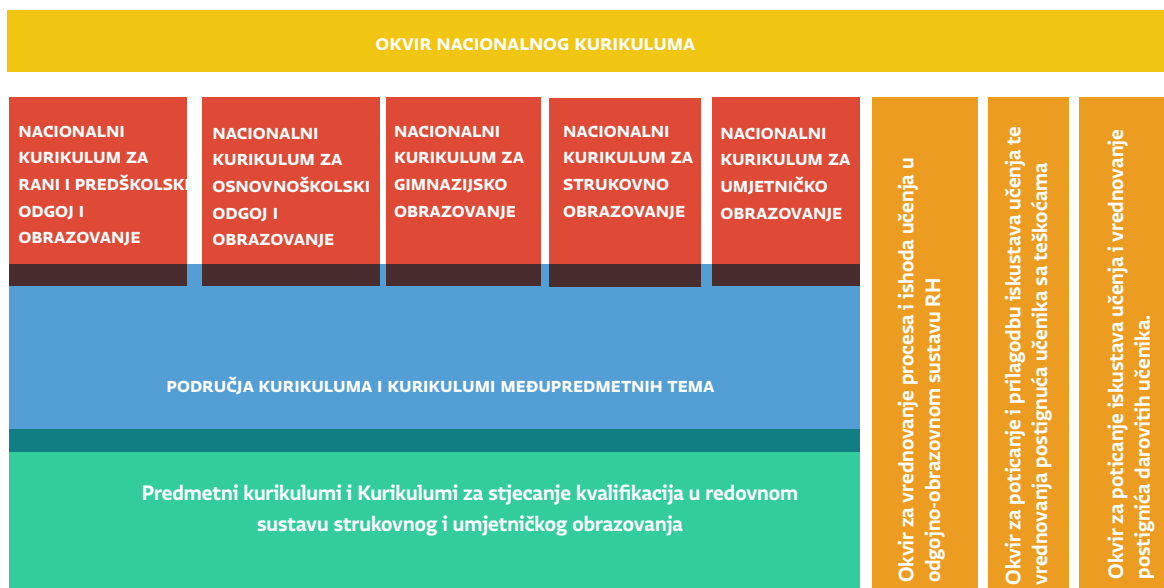 OKVIR NACIONALNOG KURIKULUMA
NACIONALNI
KURIKULUM ZA
RANI I PREDŠKOLSKI
ODGOJ I
OBRAZOVANJE
NACIONALNI
KURIKULUM ZA
OSNOVNOŠKOLSKI
ODGOJ I
OBRAZOVANJE
NACIONALNI
KURIKULUM ZA
GIMNAZIJSKO
OBRAZOVANJE
NACIONALNI
KURIKULUM ZA
STRUKOVNO
OBRAZOVANJE
NACIONALNI
KURIKULUM ZA
UMJETNIČKO
OBRAZOVANJE
PODRUČJA KURIKULUMA I KURIKULUMI MEĐUPREDMETNIH TEMA
Predmetni kurikulumi i Kurikulumi za stjecanje kvalifikacija u redovnom
sustavu strukovnog i umjetničkog obrazovanja
Okvir za vrednovanje procesa i ishoda učenja u
odgojno-obrazovnom sustavu RH
Okvir za poticanje i prilagodbu iskustava učenja te
vrednovanja postignuća učenika sa teškoćama
Okvir za poticanje iskustava učenja i vrednovanje
postignića darovitih učenika.